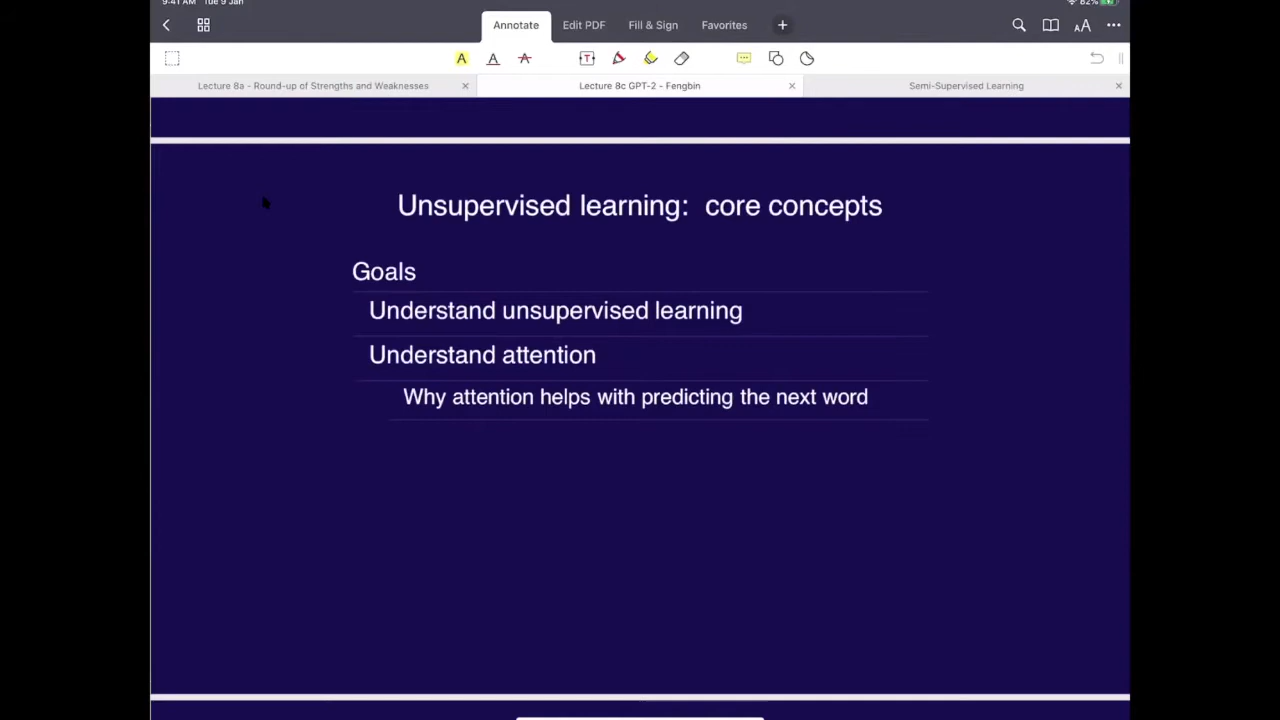 9:41 AM Tue 9 Jan
82%
Annotate
Edit PDF
Fill & Sign
Favorites
AA
A
A
A
T
Lecture 8a - Round-up of Strengths and Weaknesses
Lecture 8c GPT-2 - Fengbin
Semi-Supervised Learning
Unsupervised learning: core concepts
Goals
Understand unsupervised learning
Understand attention
Why attention helps with predicting the next word